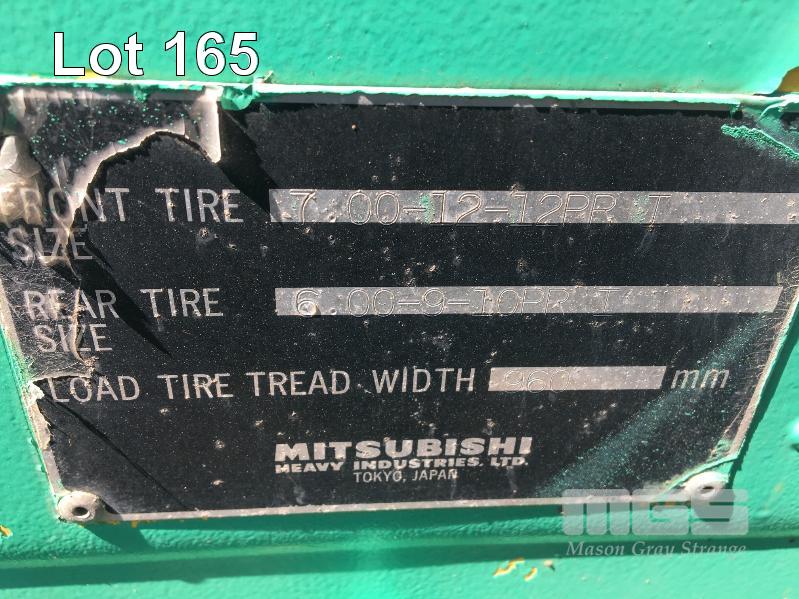 Lot 165
FRONT TIRE 7.00-12-12PR I
SIZE
REAR TIRE 6.00-9-10PR I
SIZE
LOAD TIRE TREAD WIDTH 960 mm
MITSUBISHI
HEAVY INDUSTRIES, LTD.
TOKYO, JAPAN
MGS
Mason Gray Strange